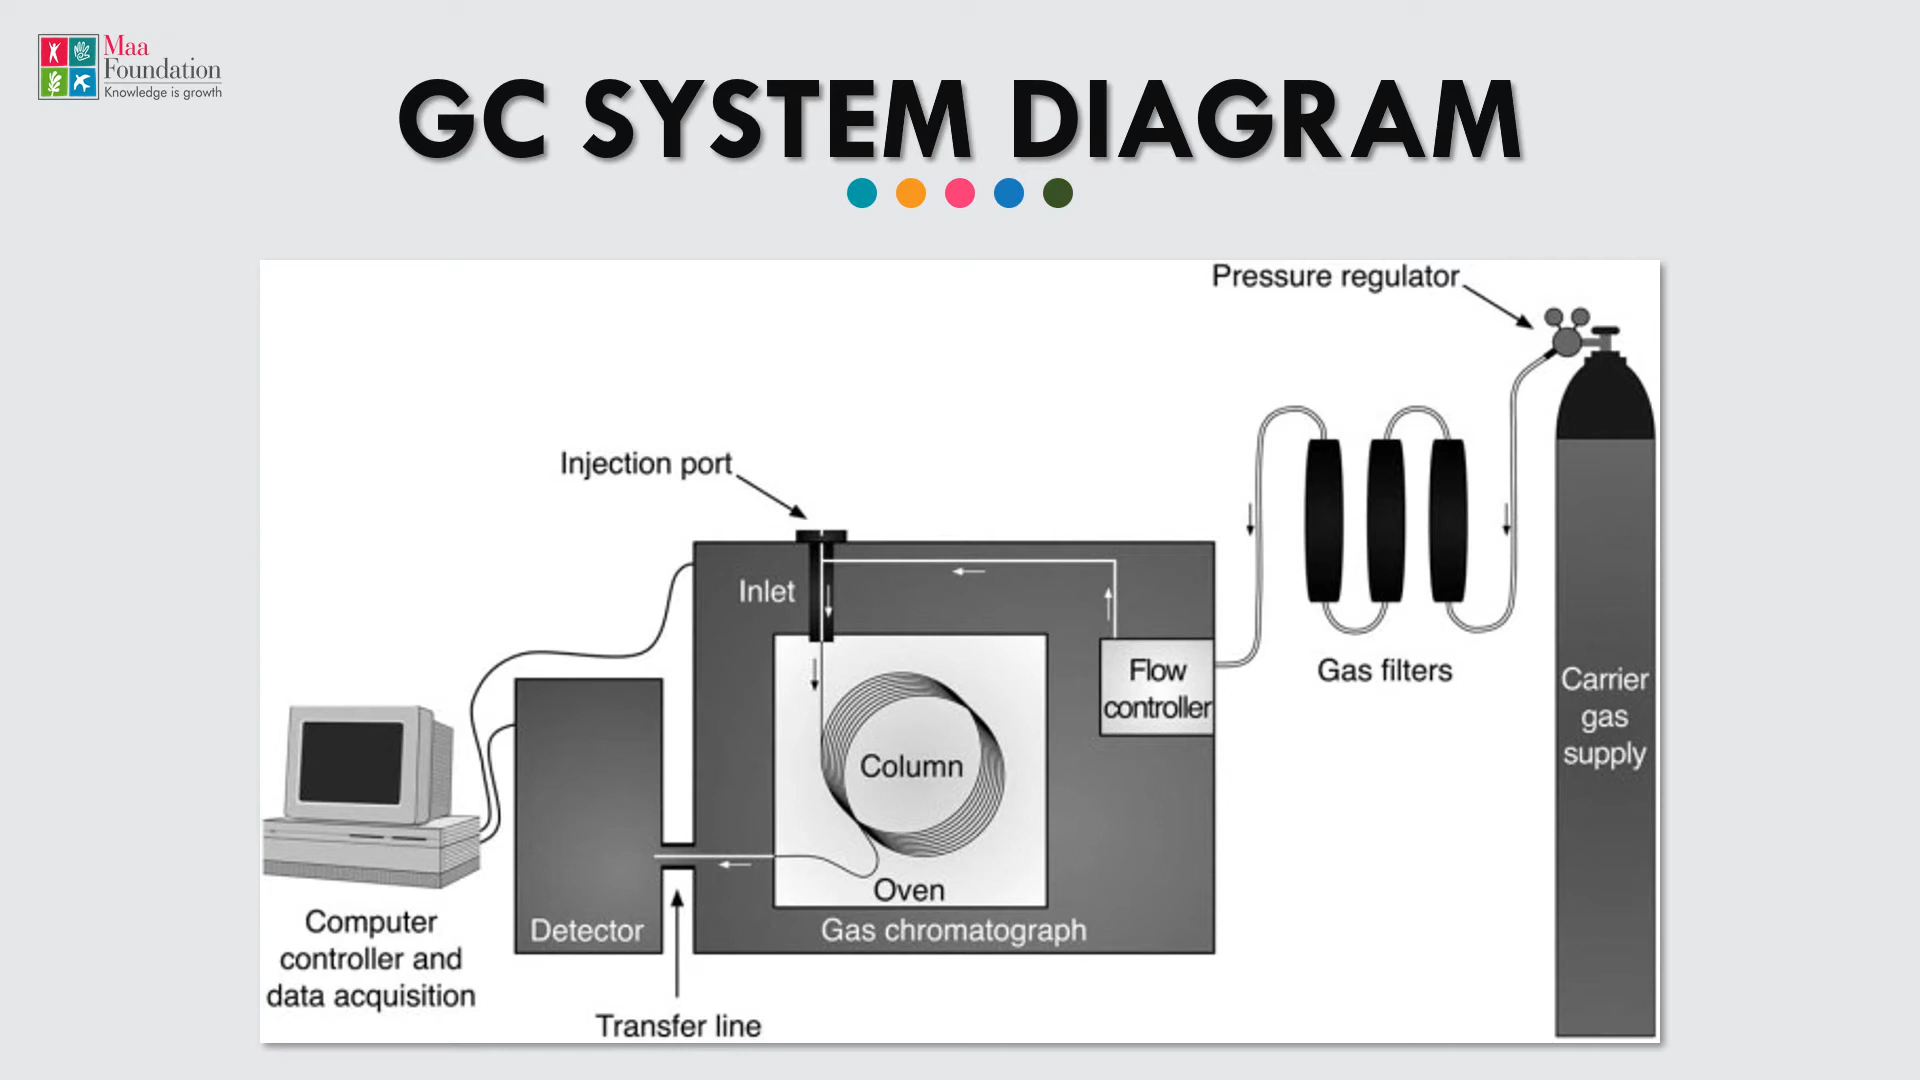 Maa
Foundation
Knowledge is growth
GC SYSTEM DIAGRAM
Pressure regulator
Injection port
Inlet
Flow
controller
Gas filters
Carrier
gas
supply
Column
Oven
Gas chromatograph
Detector
Computer
controller and
data acquisition
Transfer line